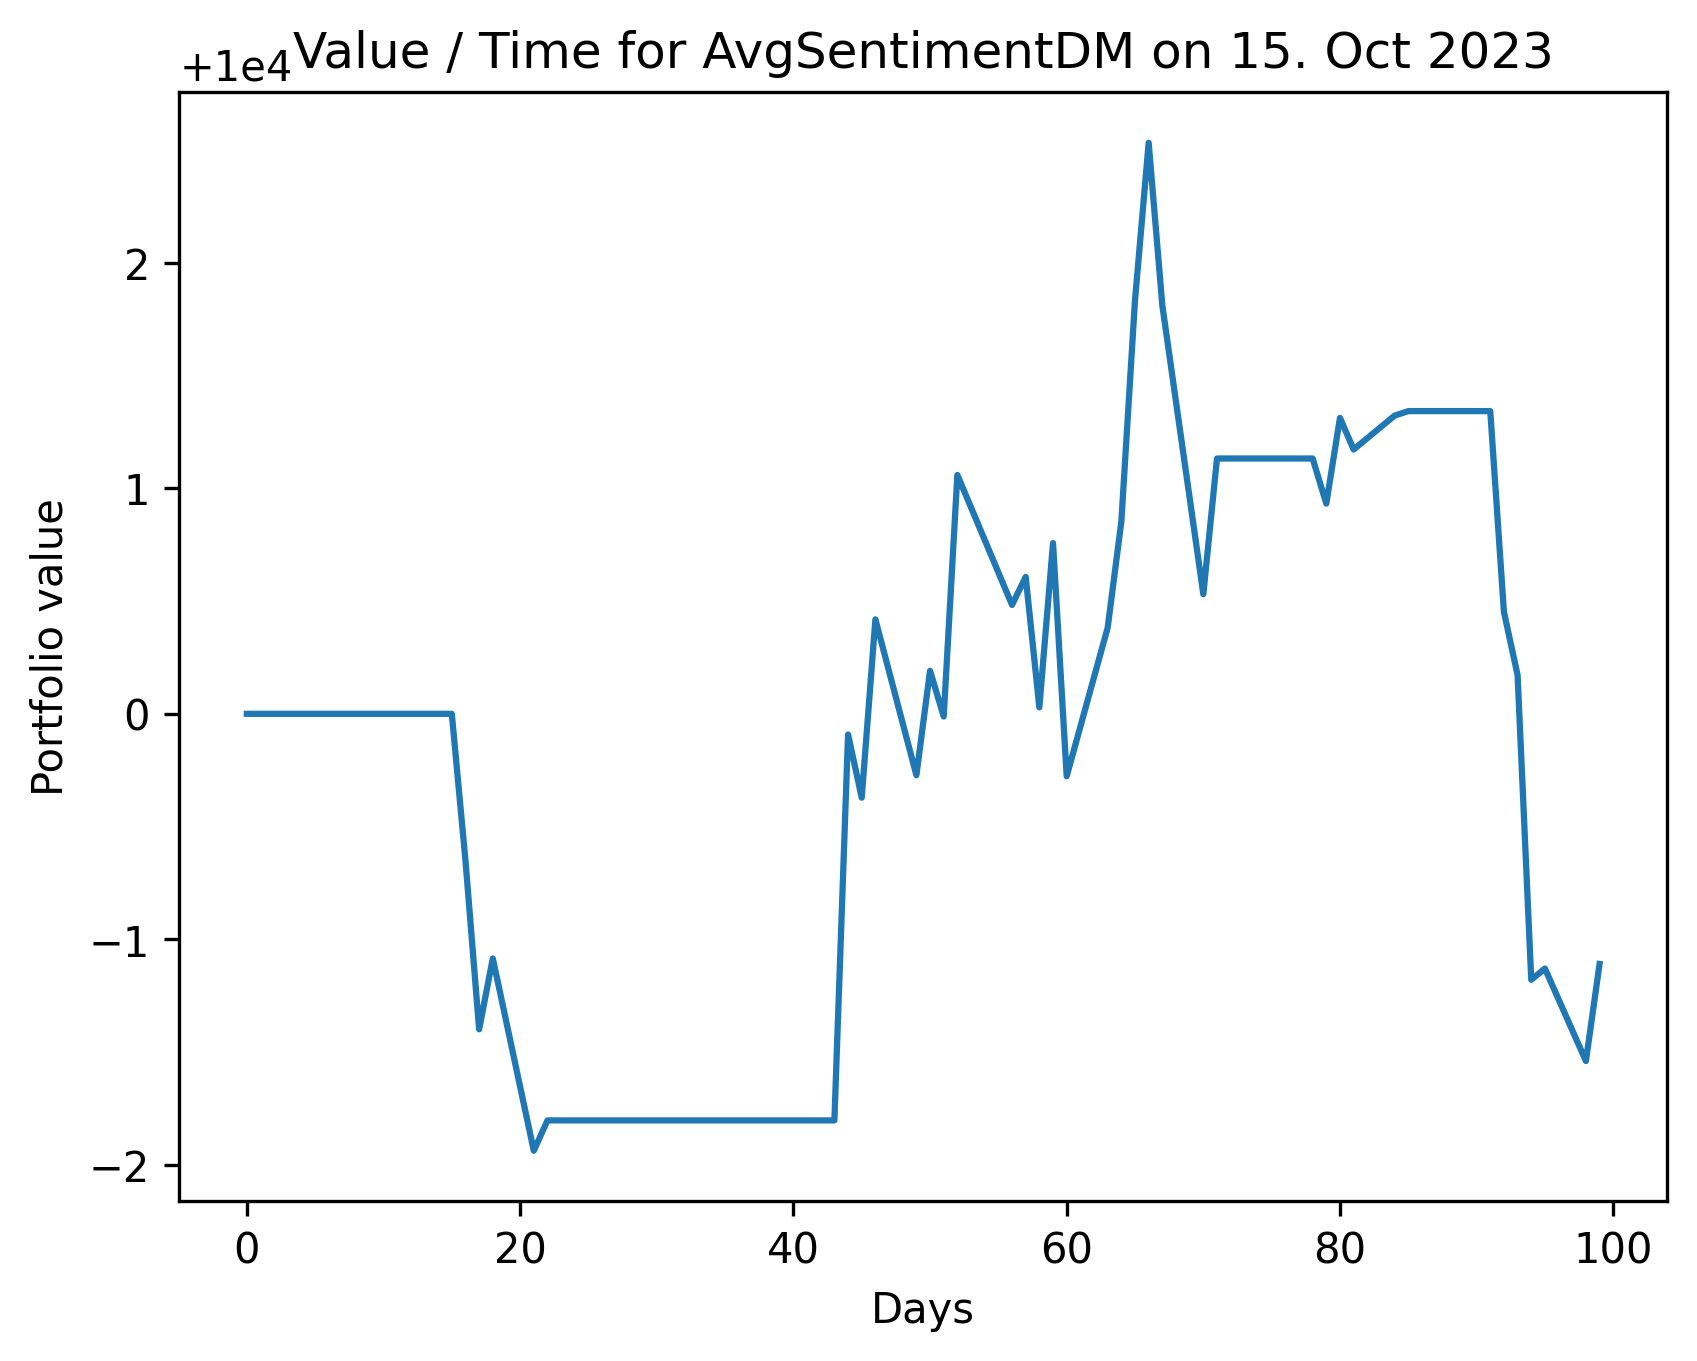 Value / Time for AvgSentimentDM on 15. Oct 2023
+1e4
2
1
0
−1
−2
Portfolio value
0 20 40 60 80 100
Days